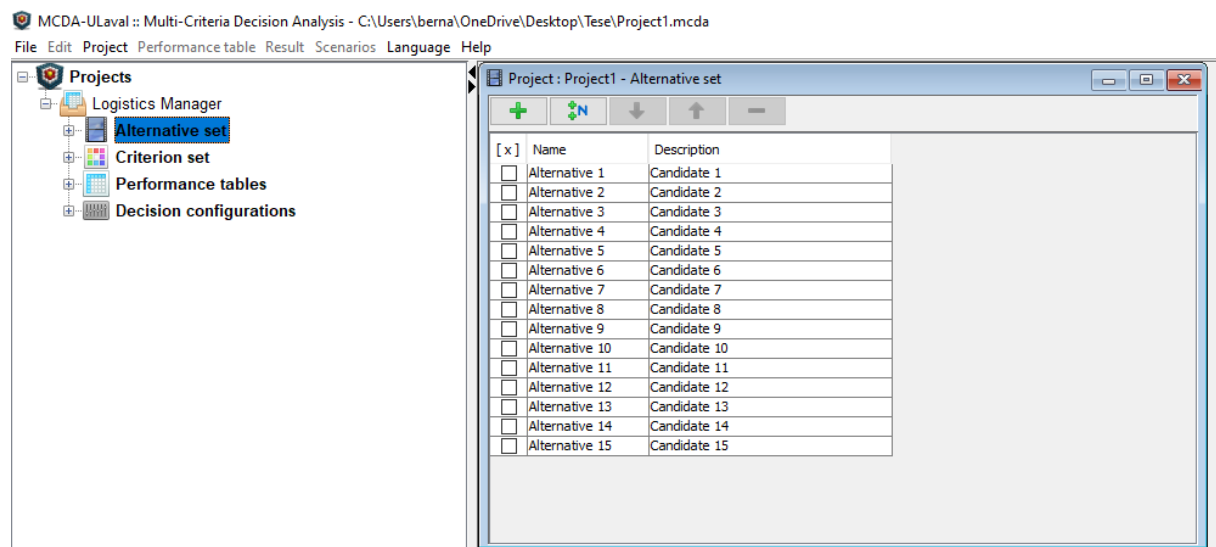 MCDA-ULaval :: Multi-Criteria Decision Analysis - C:\Users\berna\OneDrive\Desktop\Tese\Project1.mcda
File Edit Project Performance table Result Scenarios Language Help
Projects
Logistics Manager
Alternative set
Criterion set
Performance tables
Decision configurations
Project : Project1 - Alternative set
N
[x] Name Description
Alternative 1 Candidate 1
Alternative 2 Candidate 2
Alternative 3 Candidate 3
Alternative 4 Candidate 4
Alternative 5 Candidate 5
Alternative 6 Candidate 6
Alternative 7 Candidate 7
Alternative 8 Candidate 8
Alternative 9 Candidate 9
Alternative 10 Candidate 10
Alternative 11 Candidate 11
Alternative 12 Candidate 12
Alternative 13 Candidate 13
Alternative 14 Candidate 14
Alternative 15 Candidate 15